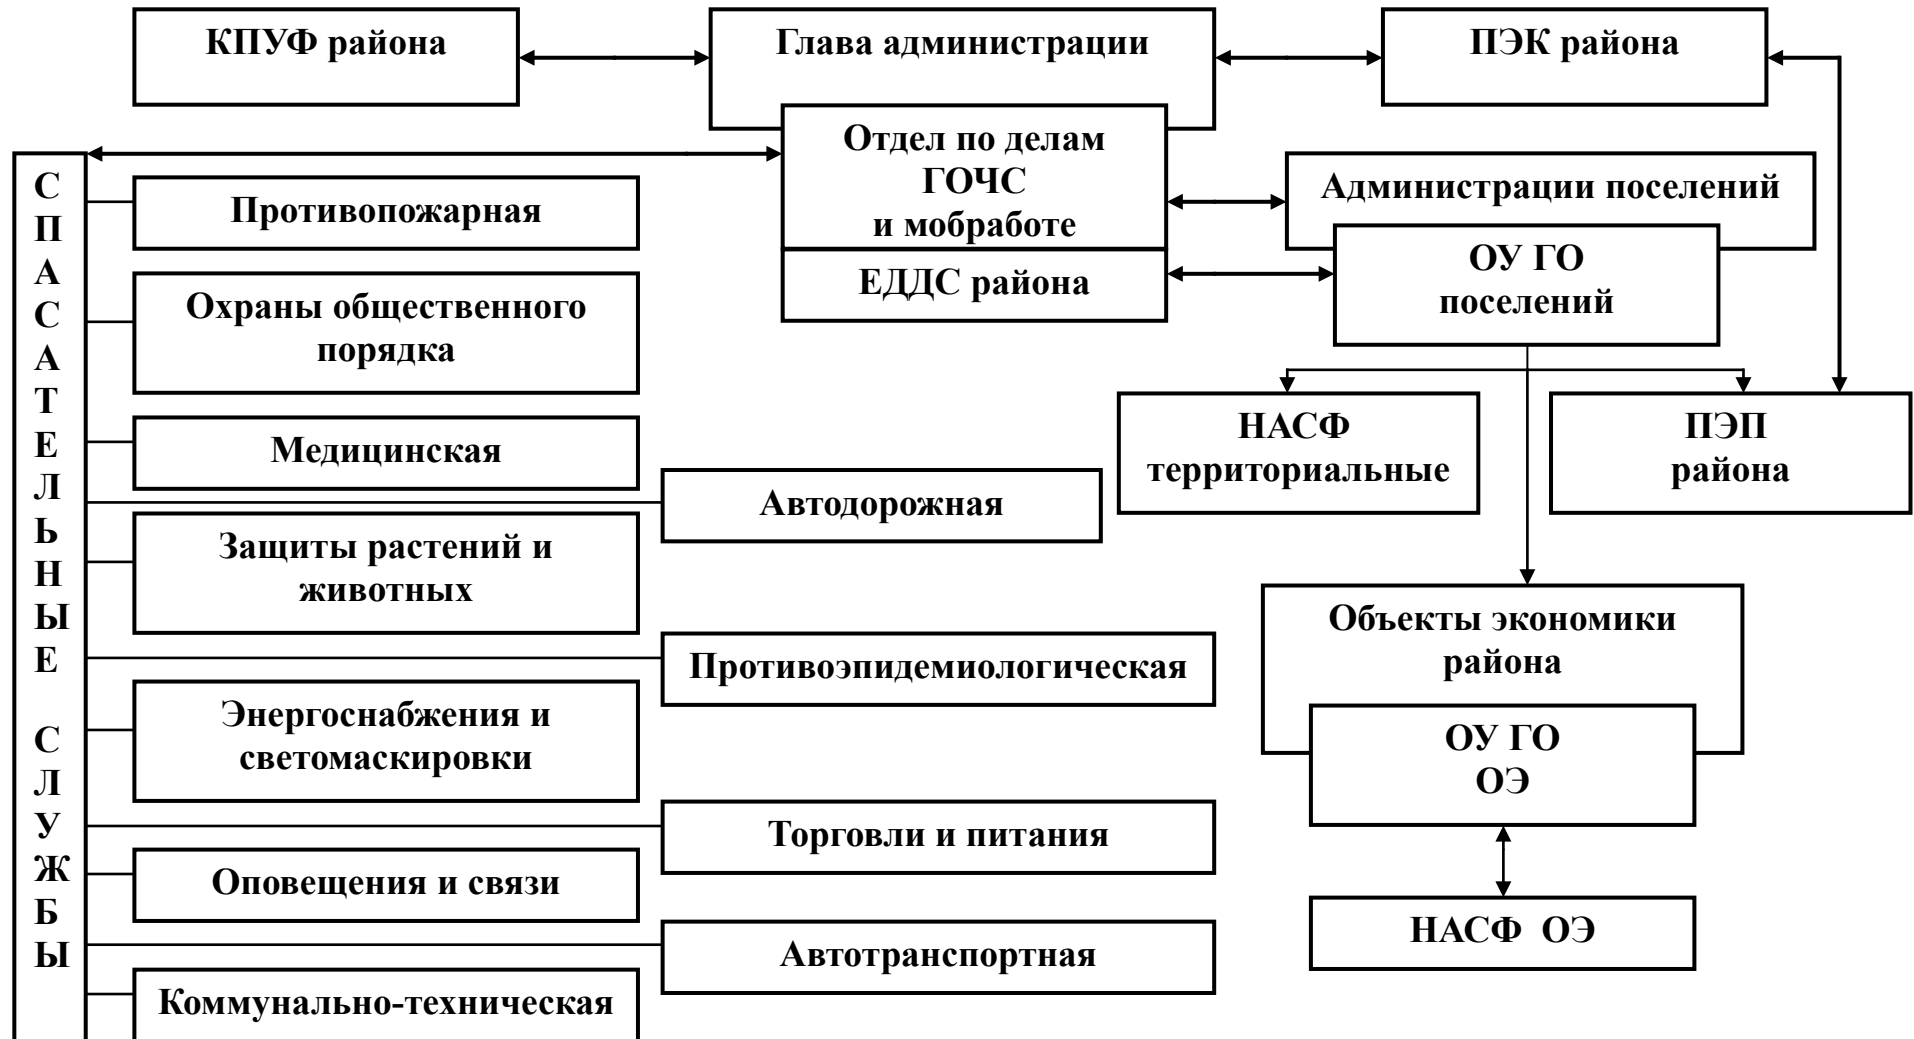 КПУФ района
Глава администрации
ПЭК района
Отдел по делам
ГОЧС
и мобработе
ЕДДС района
Администрации поселений
ОУ ГО
поселений
СПАСАТЕЛЬНЫЕ СЛУЖБЫ
Противопожарная
Охраны общественного
порядка
Медицинская
Автодорожная
Защиты растений и
животных
Противоэпидемиологическая
Энергоснабжения и
светомаскировки
Торговли и питания
Оповещения и связи
Автотранспортная
Коммунально-техническая
НАСФ
территориальные
ПЭП
района
Объекты экономики
района
ОУ ГО
ОЭ
НАСФ ОЭ